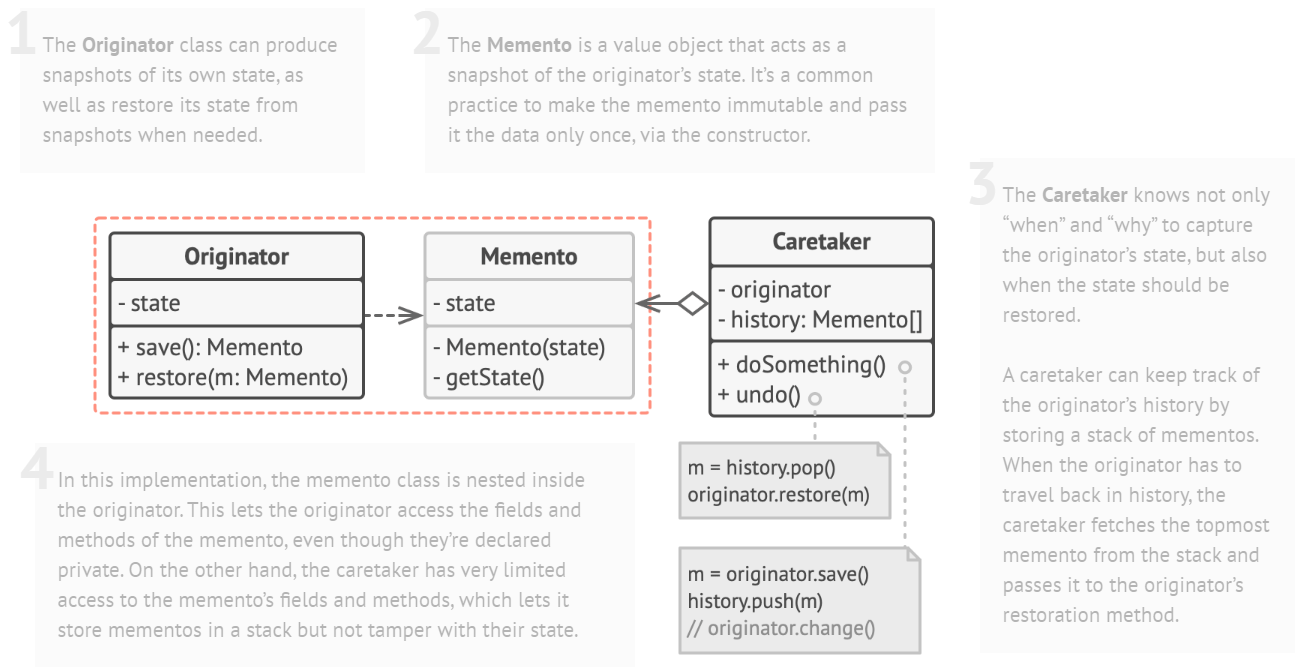 1
The Originator class can produce
snapshots of its own state, as
well as restore its state from
snapshots when needed.
2
The Memento is a value object that acts as a
snapshot of the originator’s state. It’s a common
practice to make the memento immutable and pass
it the data only once, via the constructor.
3
The Caretaker knows not only
“when” and “why” to capture
the originator’s state, but also
when the state should be
restored.
A caretaker can keep track of
the originator’s history by
storing a stack of mementos.
When the originator has to
travel back in history, the
caretaker fetches the topmost
memento from the stack and
passes it to the originator’s
restoration method.
Originator
- state
+ save(): Memento
+ restore(m: Memento)
Memento
- state
- Memento(state)
- getState()
Caretaker
- originator
- history: Memento[]
+ doSomething()
+ undo()
m = history.pop()
originator.restore(m)
m = originator.save()
history.push(m)
// originator.change()
4
In this implementation, the memento class is nested inside
the originator. This lets the originator access the fields and
methods of the memento, even though they’re declared
private. On the other hand, the caretaker has very limited
access to the memento’s fields and methods, which lets it
store mementos in a stack but not tamper with their state.